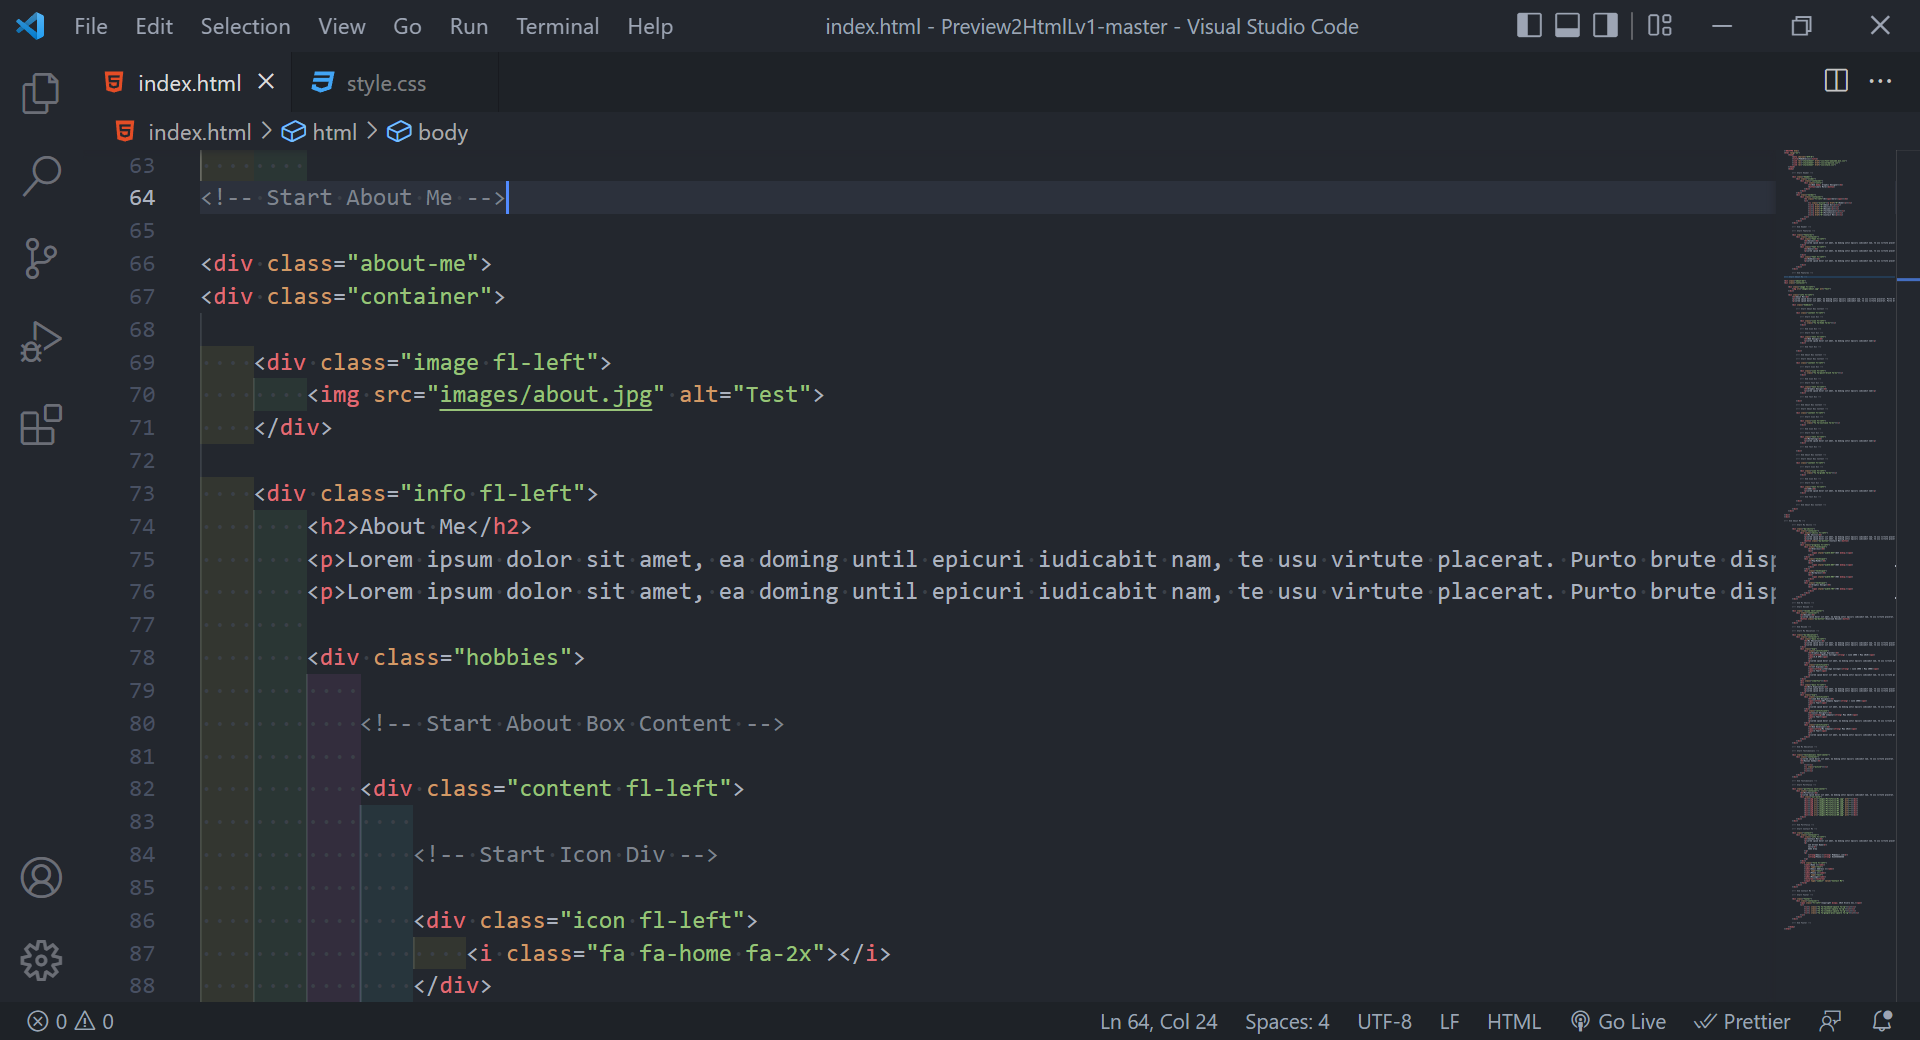 File Edit Selection View Go Run Terminal Help index.html - Preview2HtmlLv1-master - Visual Studio Code
index.html style.css
index.html > html > body
63
64 <!-- Start About Me -->
65
66 <div class="about-me">
67 <div class="container">
68
69 <div class="image fl-left">
70 <img src="images/about.jpg" alt="Test">
71 </div>
72
73 <div class="info fl-left">
74 <h2>About Me</h2>
75 <p>Lorem ipsum dolor sit amet, ea doming until epicuri iudicabit nam, te usu virtute placerat. Purto brute disp
76 <p>Lorem ipsum dolor sit amet, ea doming until epicuri iudicabit nam, te usu virtute placerat. Purto brute disp
77
78 <div class="hobbies">
79
80 <!-- Start About Box Content -->
81
82 <div class="content fl-left">
83
84 <!-- Start Icon Div -->
85
86 <div class="icon fl-left">
87 <i class="fa fa-home fa-2x"></i>
88 </div>
0 0 Ln 64, Col 24 Spaces: 4 UTF-8 LF HTML Go Live Prettier